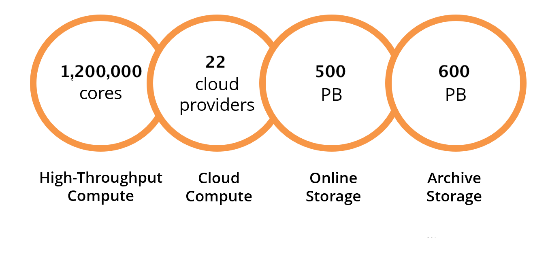 1,200,000
cores
22
cloud
providers
500
PB
600
PB
High-Throughput
Compute
Cloud
Compute
Online
Storage
Archive
Storage